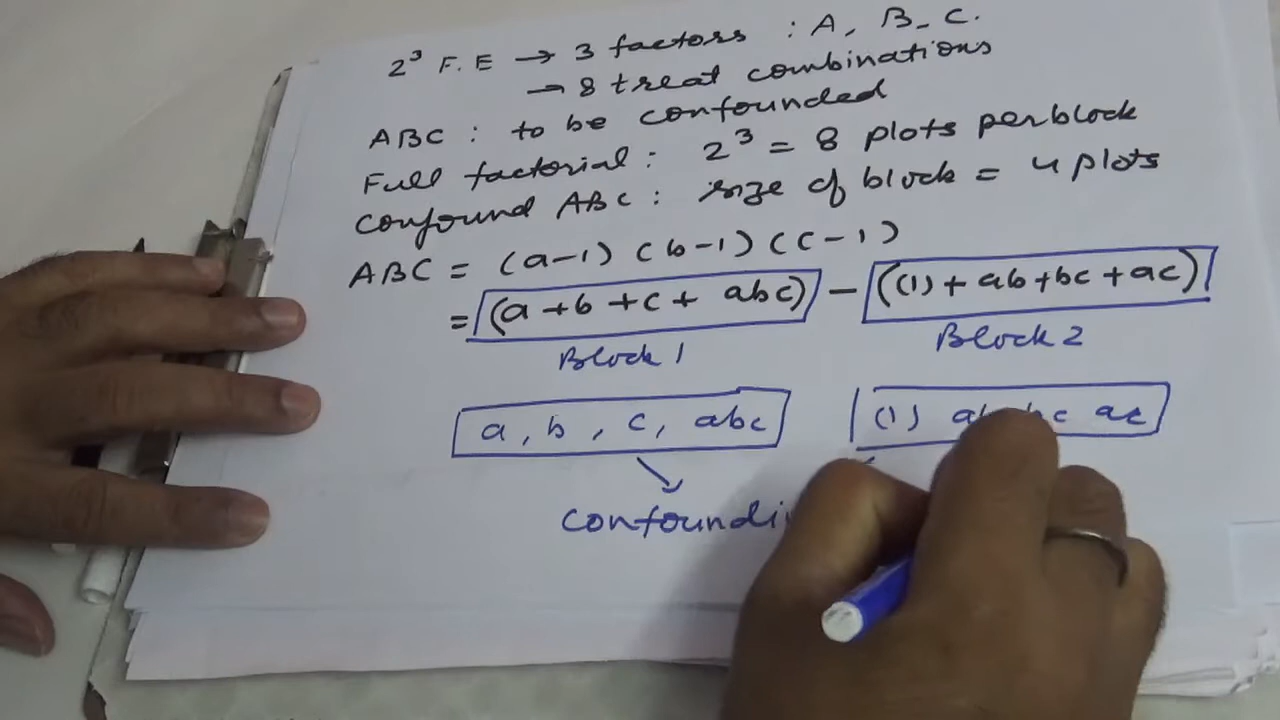 2³ F.E → 3 factors : A, B, C.
→ 8 treat combinations
ABC : to be confounded
Full factorial : 2³ = 8 plots per block
confound ABC : size of block = 4 plots
ABC = (a-1) (b-1) (c-1)
= (a+b+c+ abc) - ((1)+ab+bc+ac)
Block 1 Block 2
a, b, c, abc (1) ac